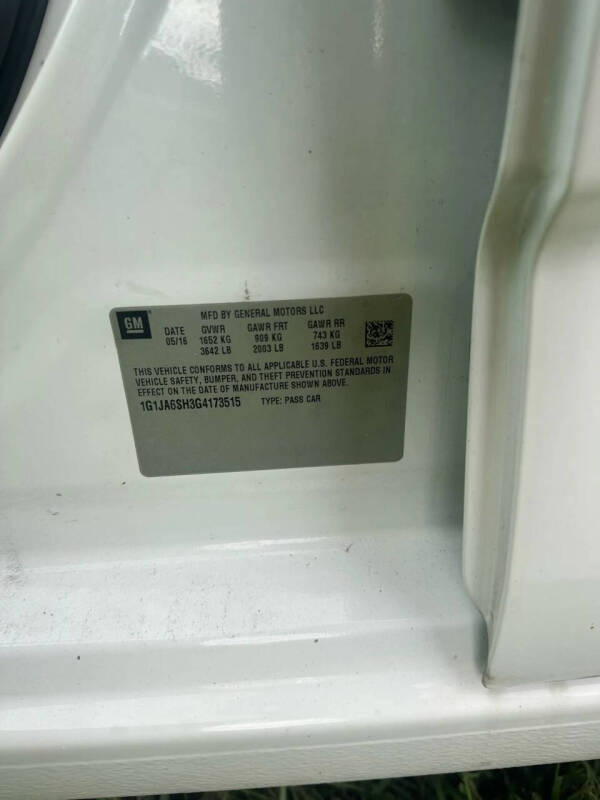 GM
MFD BY GENERAL MOTORS LLC
DATE GVWR GAWR FRT GAWR RR
05/16 1652 KG 909 KG 743 KG
3642 LB 2003 LB 1639 LB
THIS VEHICLE CONFORMS TO ALL APPLICABLE U.S. FEDERAL MOTOR
VEHICLE SAFETY, BUMPER, AND THEFT PREVENTION STANDARDS IN
EFFECT ON THE DATE OF MANUFACTURE SHOWN ABOVE.
1G1JA6SH3G4173515 TYPE: PASS CAR